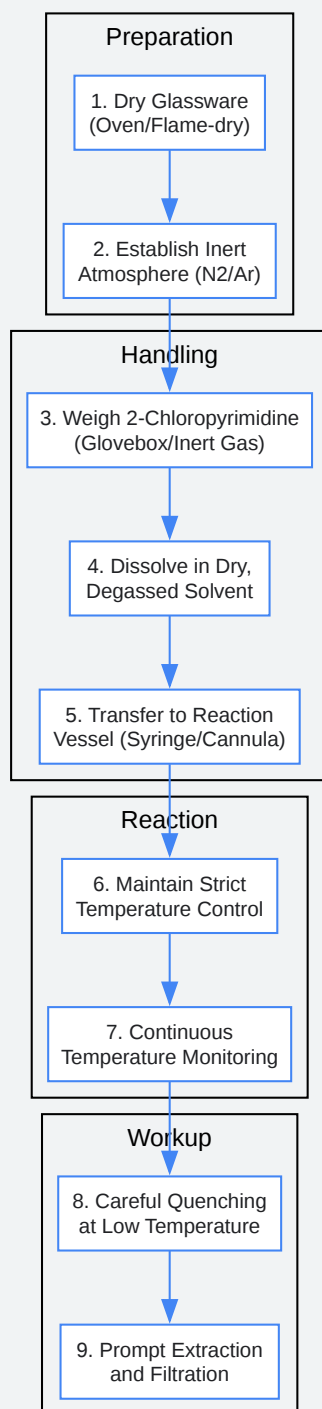 Preparation
1. Dry Glassware
(Oven/Flame-dry)
2. Establish Inert
Atmosphere (N2/Ar)
Handling
3. Weigh 2-Chloropyrimidine
(Glovebox/Inert Gas)
4. Dissolve in Dry,
Degassed Solvent
5. Transfer to Reaction
Vessel (Syringe/Cannula)
Reaction
6. Maintain Strict
Temperature Control
7. Continuous
Temperature Monitoring
Workup
8. Careful Quenching
at Low Temperature
9. Prompt Extraction
and Filtration